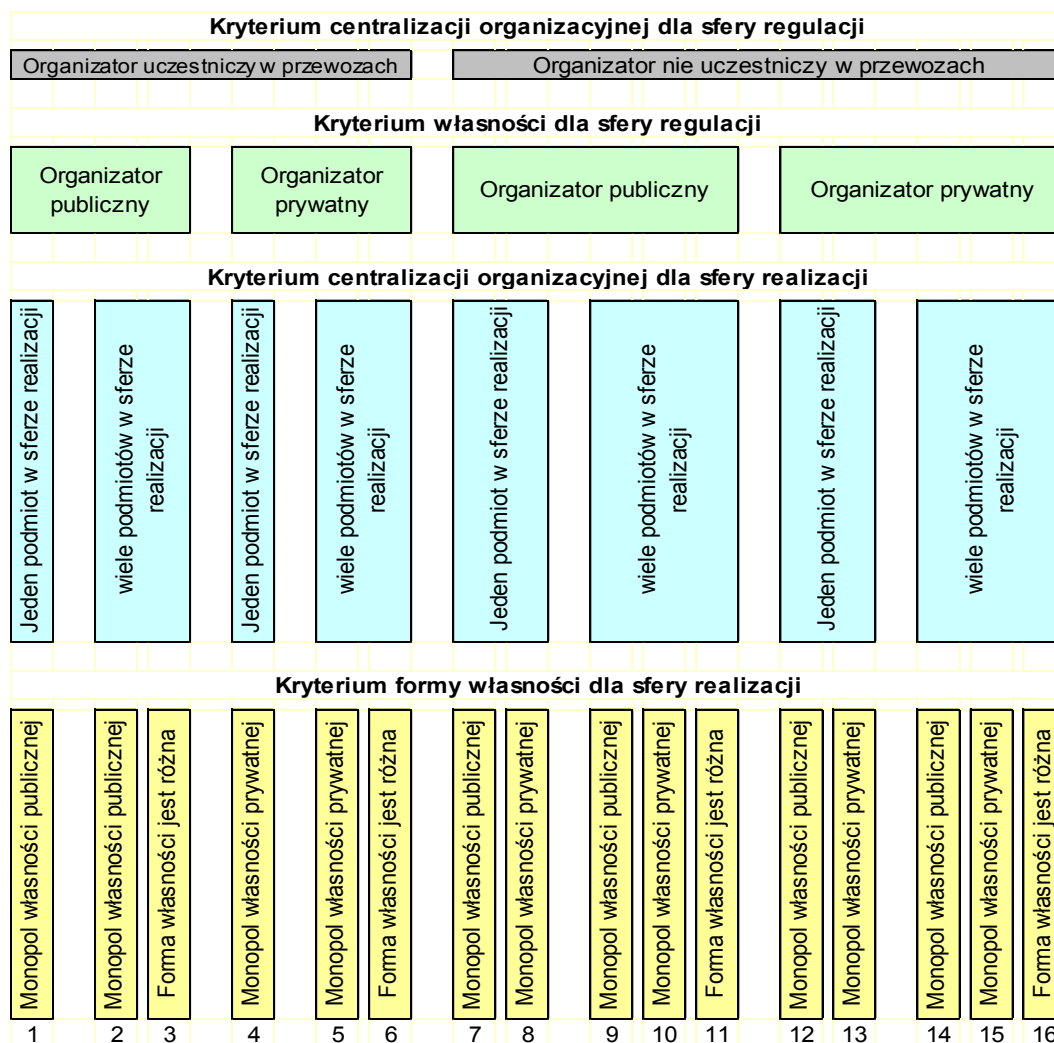 Kryterium centralizacji organizacyjnej dla sfery regulacji
Organizator uczestniczy w przewozach
Organizator nie uczestniczy w przewozach
Kryterium własności dla sfery regulacji
Organizator
publiczny
Organizator
prywatny
Organizator publiczny
Organizator prywatny
Kryterium centralizacji organizacyjnej dla sfery realizacji
Jeden podmiot w sferze realizacji
wiele podmiotów w sferze
realizacji
Jeden podmiot w sferze realizacji
wiele podmiotów w sferze
realizacji
Jeden podmiot w sferze realizacji
wiele podmiotów w sferze
realizacji
Jeden podmiot w sferze realizacji
wiele podmiotów w sferze
realizacji
Kryterium formy własności dla sfery realizacji
Monopol własności publicznej
Monopol własności publicznej
Forma własności jest różna
Monopol własności prywatnej
Monopol własności prywatnej
Forma własności jest różna
Monopol własności publicznej
Monopol własności prywatnej
Monopol własności publicznej
Monopol własności prywatnej
Forma własności jest różna
Monopol własności publicznej
Monopol własności prywatnej
Monopol własności publicznej
Monopol własności prywatnej
Forma własności jest różna
1 2 3 4 5 6 7 8 9 10 11 12 13 14 15 16